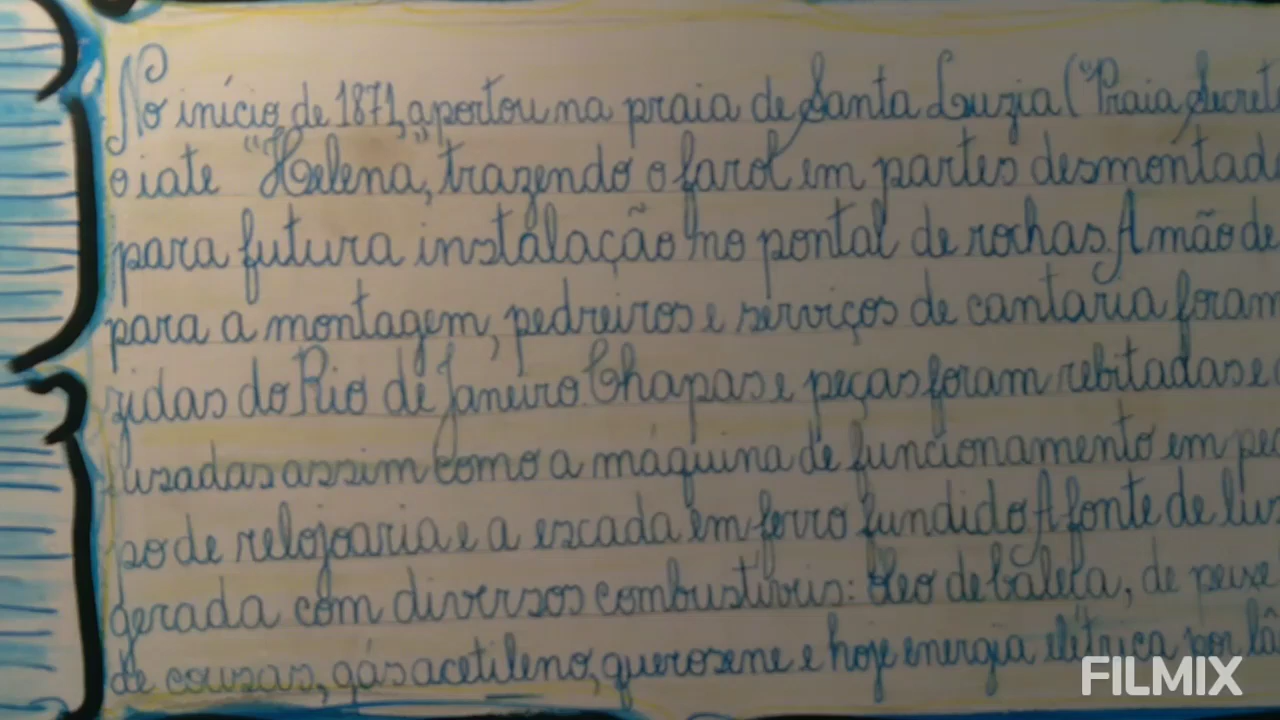 No início de 1871, aportou na praia de Santa Luzia ("Praia Secret
o iate "Helena", trazendo o farol em partes desmontad
para futura instalação no pontal de rochas. A mão de
para a montagem, pedreiros e serviços de cantaria foram
zidas do Rio de Janeiro. Chapas e peças foram rebitadas e
fusadas assim como a máquina de funcionamento em pe
po de relojoaria e a escada em ferro fundido. A fonte de luz
gerada com diversos combustíveis: óleo de baleia, de peixe
de couzas, gás acetileno, querosene e hoje energia elétrica por lâ
FILMIX